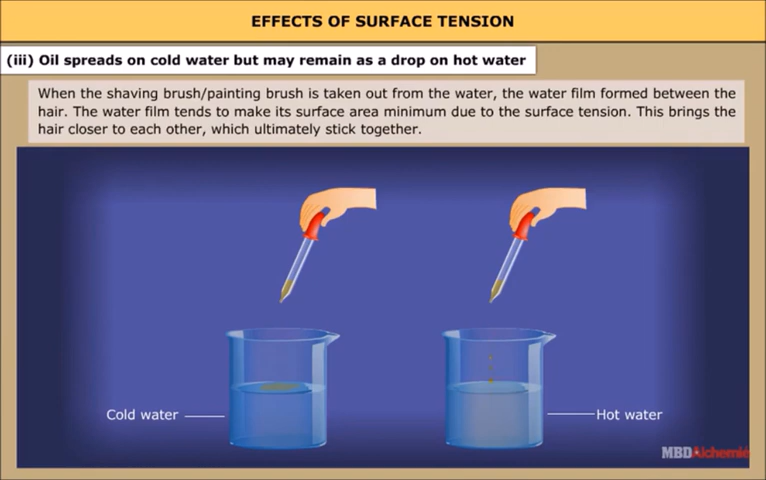 EFFECTS OF SURFACE TENSION
(iii) Oil spreads on cold water but may remain as a drop on hot water
When the shaving brush/painting brush is taken out from the water, the water film formed between the
hair. The water film tends to make its surface area minimum due to the surface tension. This brings the
hair closer to each other, which ultimately stick together.
Cold water
Hot water
MBDAlchemie